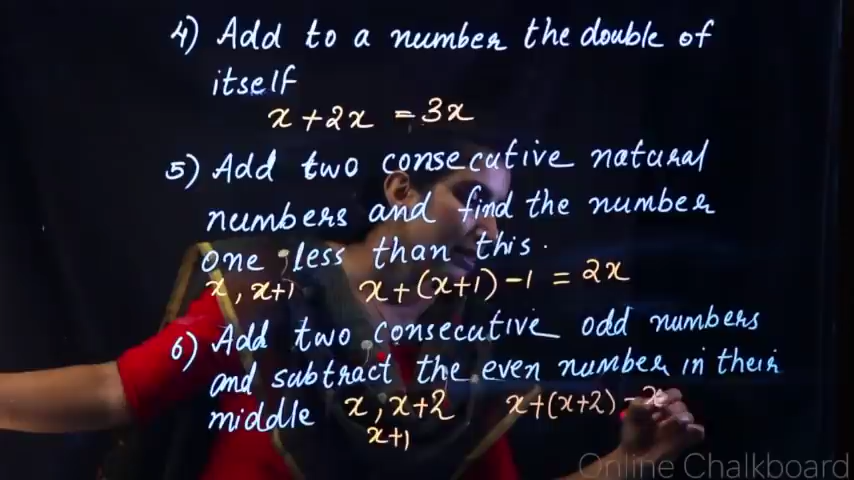 4) Add to a number the double of
itself
x + 2x = 3x
5) Add two consecutive natural
numbers and find the number
one less than this.
x, x+1 x+(x+1)-1 = 2x
6) Add two consecutive odd numbers
and subtract the even number in their
middle x, x+2 x+(x+2)-x
x+1
Online Chalkboard